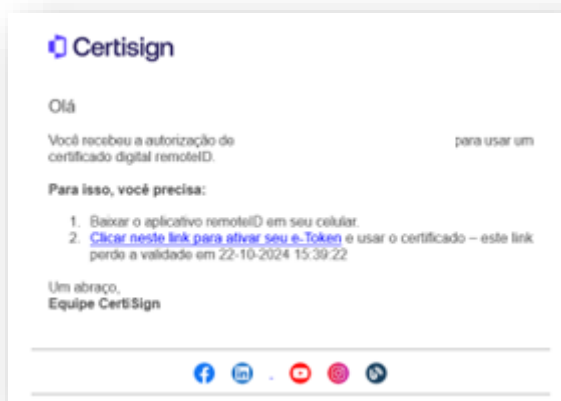 Certisign
Olá
Você recebeu a autorização de para usar um
certificado digital remoteID.
Para isso, você precisa:
1. Baixar o aplicativo remoteID em seu celular.
2. Clicar neste link para ativar seu e-Token e usar o certificado – este link
perde a validade em 22-10-2024 15:39:22
Um abraço,
Equipe CertiSign